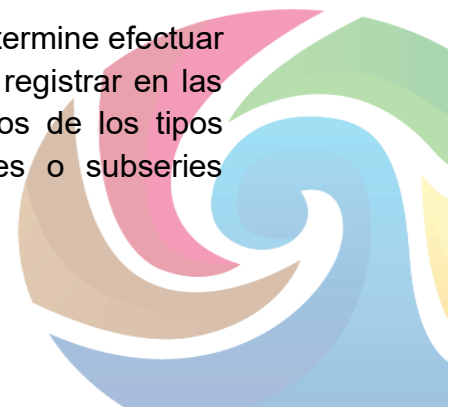 termine efectuar
registrar en las
os de los tipos
es o subseries